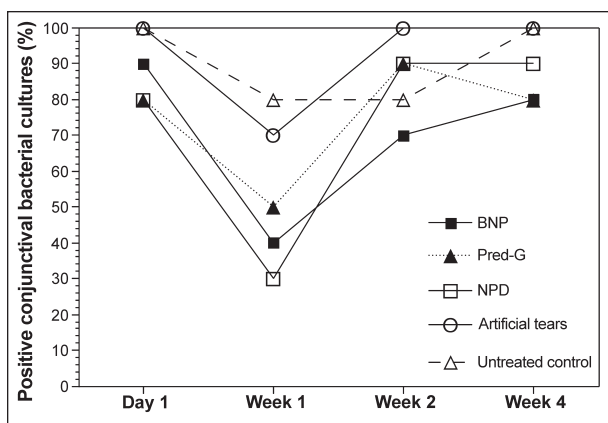 Positive conjunctival bacterial cultures (%)
100
90
80
70
60
50
40
30
20
10
0
BNP
Pred-G
NPD
Artificial tears
Untreated control
Day 1 Week 1 Week 2 Week 4